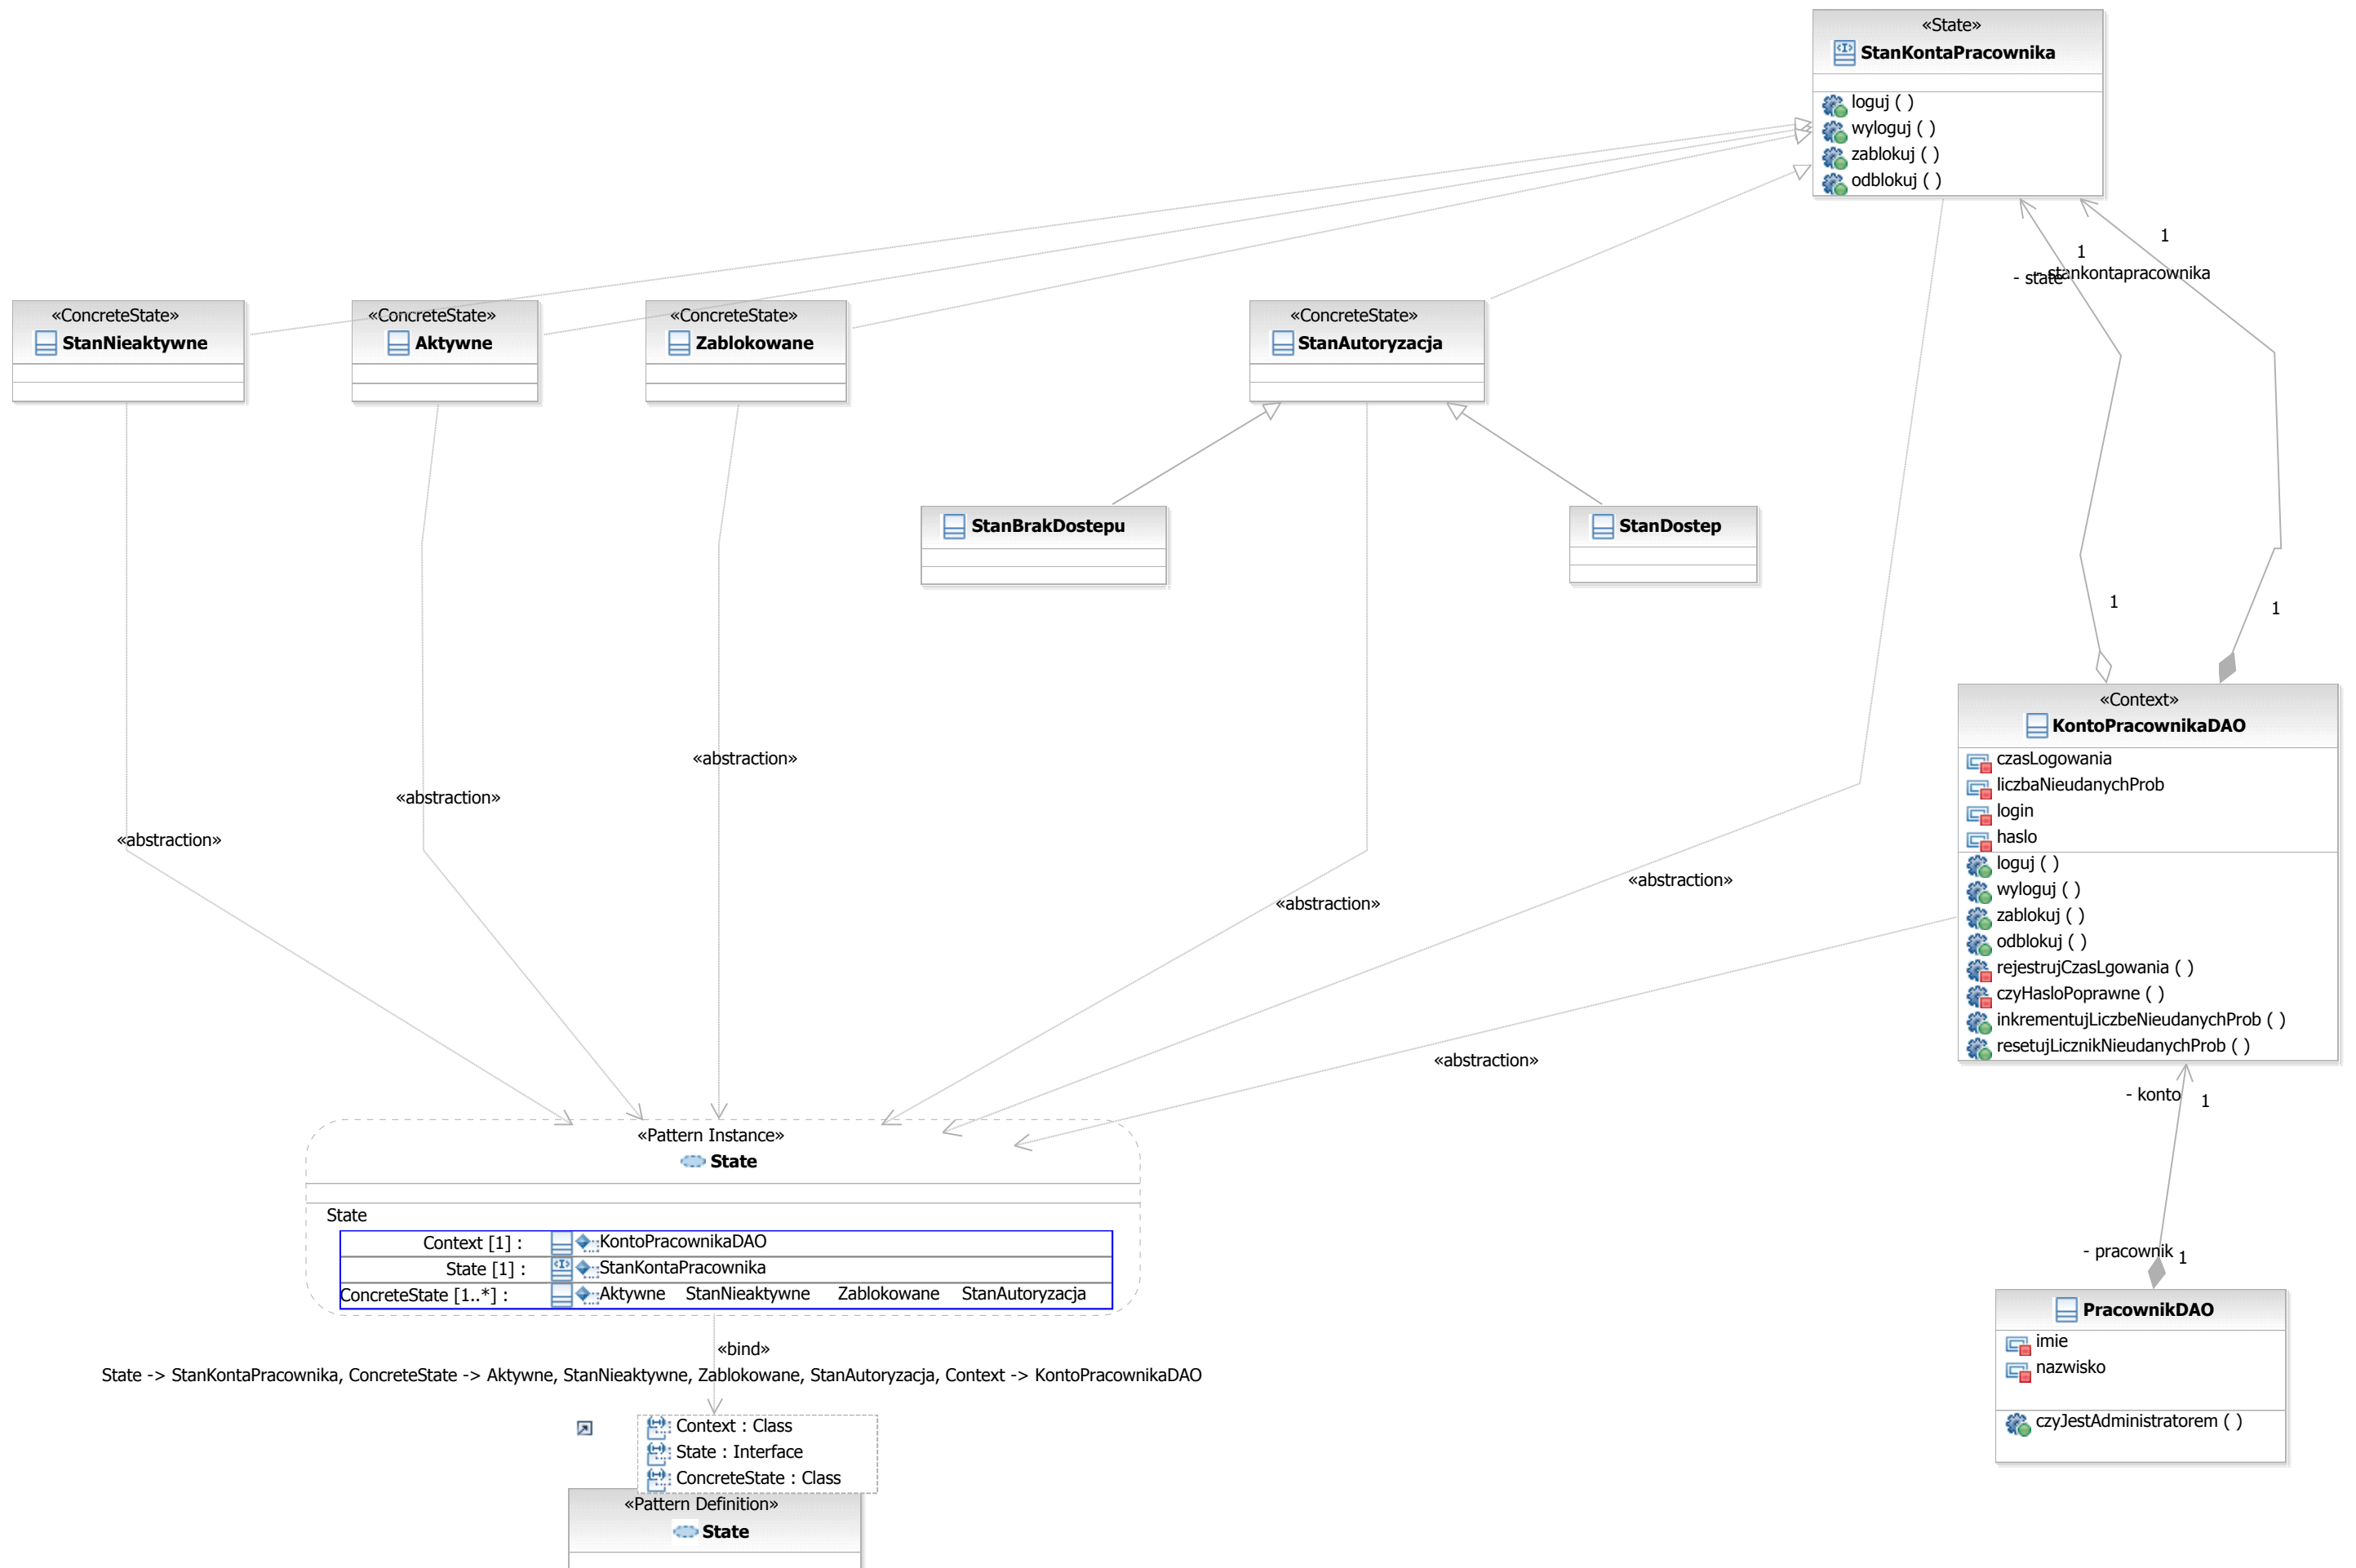 «State»
StanKontaPracownika
loguj ( )
wyloguj ( )
zablokuj ( )
odblokuj ( )
1
1
- state
- stankontapracownika
«ConcreteState»
StanNieaktywne
«ConcreteState»
Aktywne
«ConcreteState»
Zablokowane
«ConcreteState»
StanAutoryzacja
StanBrakDostepu
StanDostep
1
1
«Context»
KontoPracownikaDAO
czasLogowania
liczbaNieudanychProb
login
haslo
loguj ( )
wyloguj ( )
zablokuj ( )
odblokuj ( )
rejestrujCzasLgowania ( )
czyHasloPoprawne ( )
inkrementujLiczbeNieudanychProb ( )
resetujLicznikNieudanychProb ( )
«abstraction»
«abstraction»
«abstraction»
«abstraction»
«abstraction»
«abstraction»
- konto
1
- pracownik
1
PracownikDAO
imie
nazwisko
czyJestAdministratorem ( )
«Pattern Instance»
State
State
Context [1] : KontoPracownikaDAO
State [1] : StanKontaPracownika
ConcreteState [1..*] : Aktywne StanNieaktywne Zablokowane StanAutoryzacja
«bind»
State -> StanKontaPracownika, ConcreteState -> Aktywne, StanNieaktywne, Zablokowane, StanAutoryzacja, Context -> KontoPracownikaDAO
Context : Class
State : Interface
ConcreteState : Class
«Pattern Definition»
State